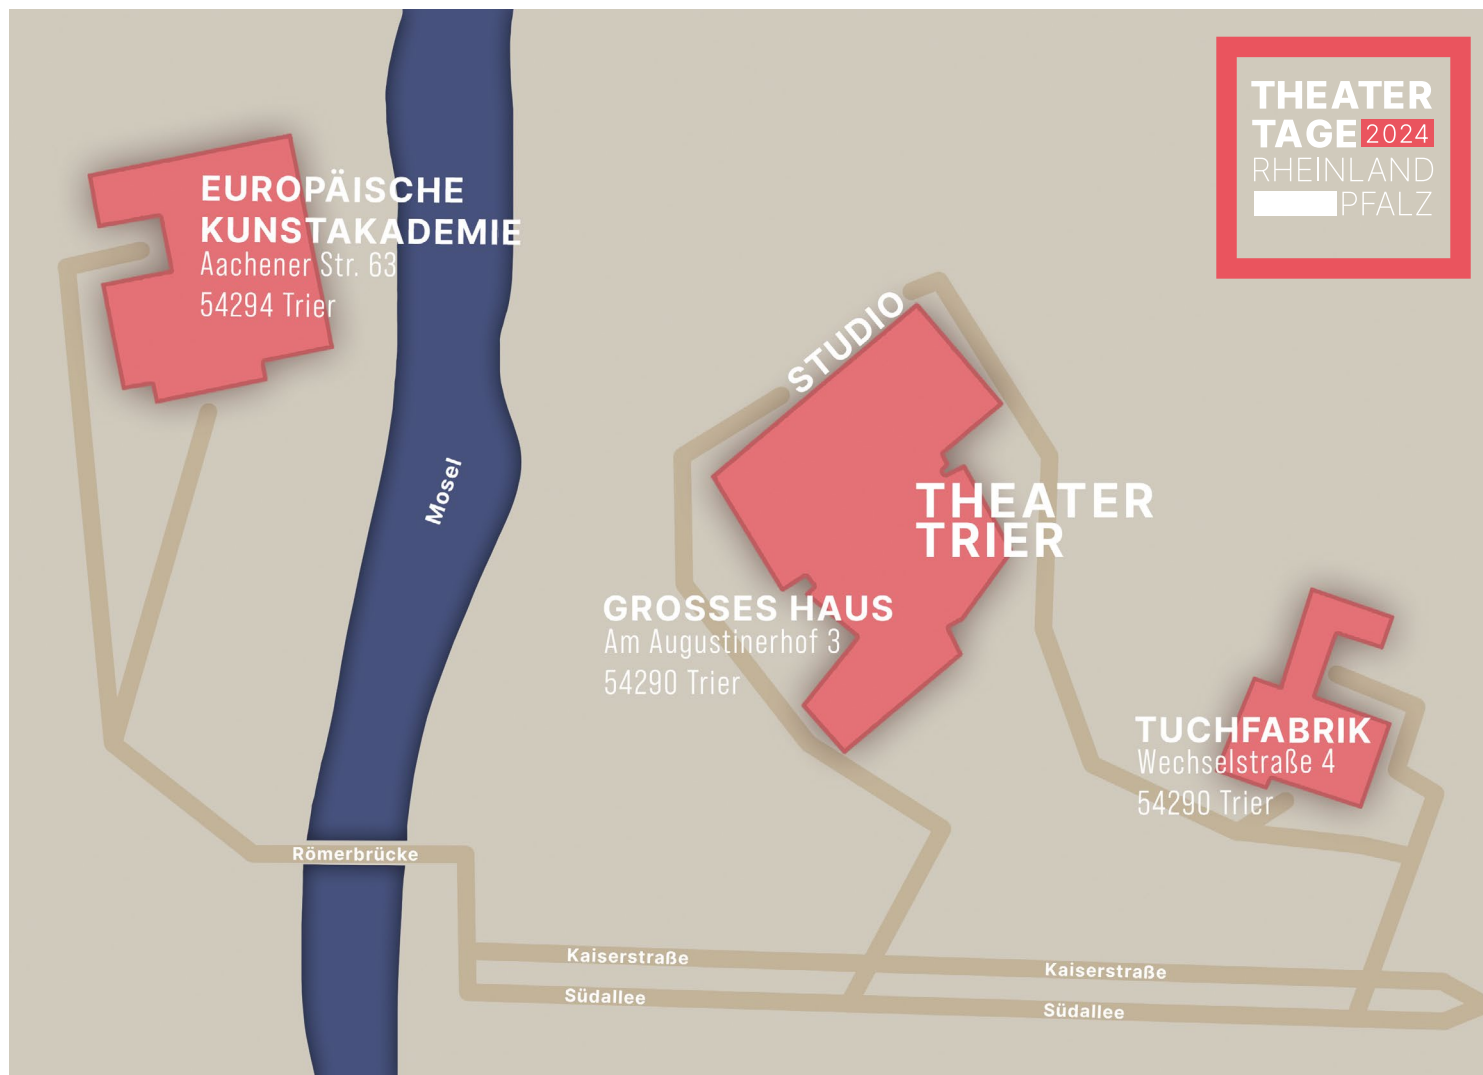 THEATER
TAGE 2024
RHEINLAND
PFALZ
EUROPÄISCHE
KUNSTAKADEMIE
Aachener Str. 63
54294 Trier
Mosel
STUDIO
THEATER
TRIER
GROSSES HAUS
Am Augustinerhof 3
54290 Trier
TUCHFABRIK
Wechselstraße 4
54290 Trier
Römerbrücke
Kaiserstraße
Kaiserstraße
Südallee
Südallee